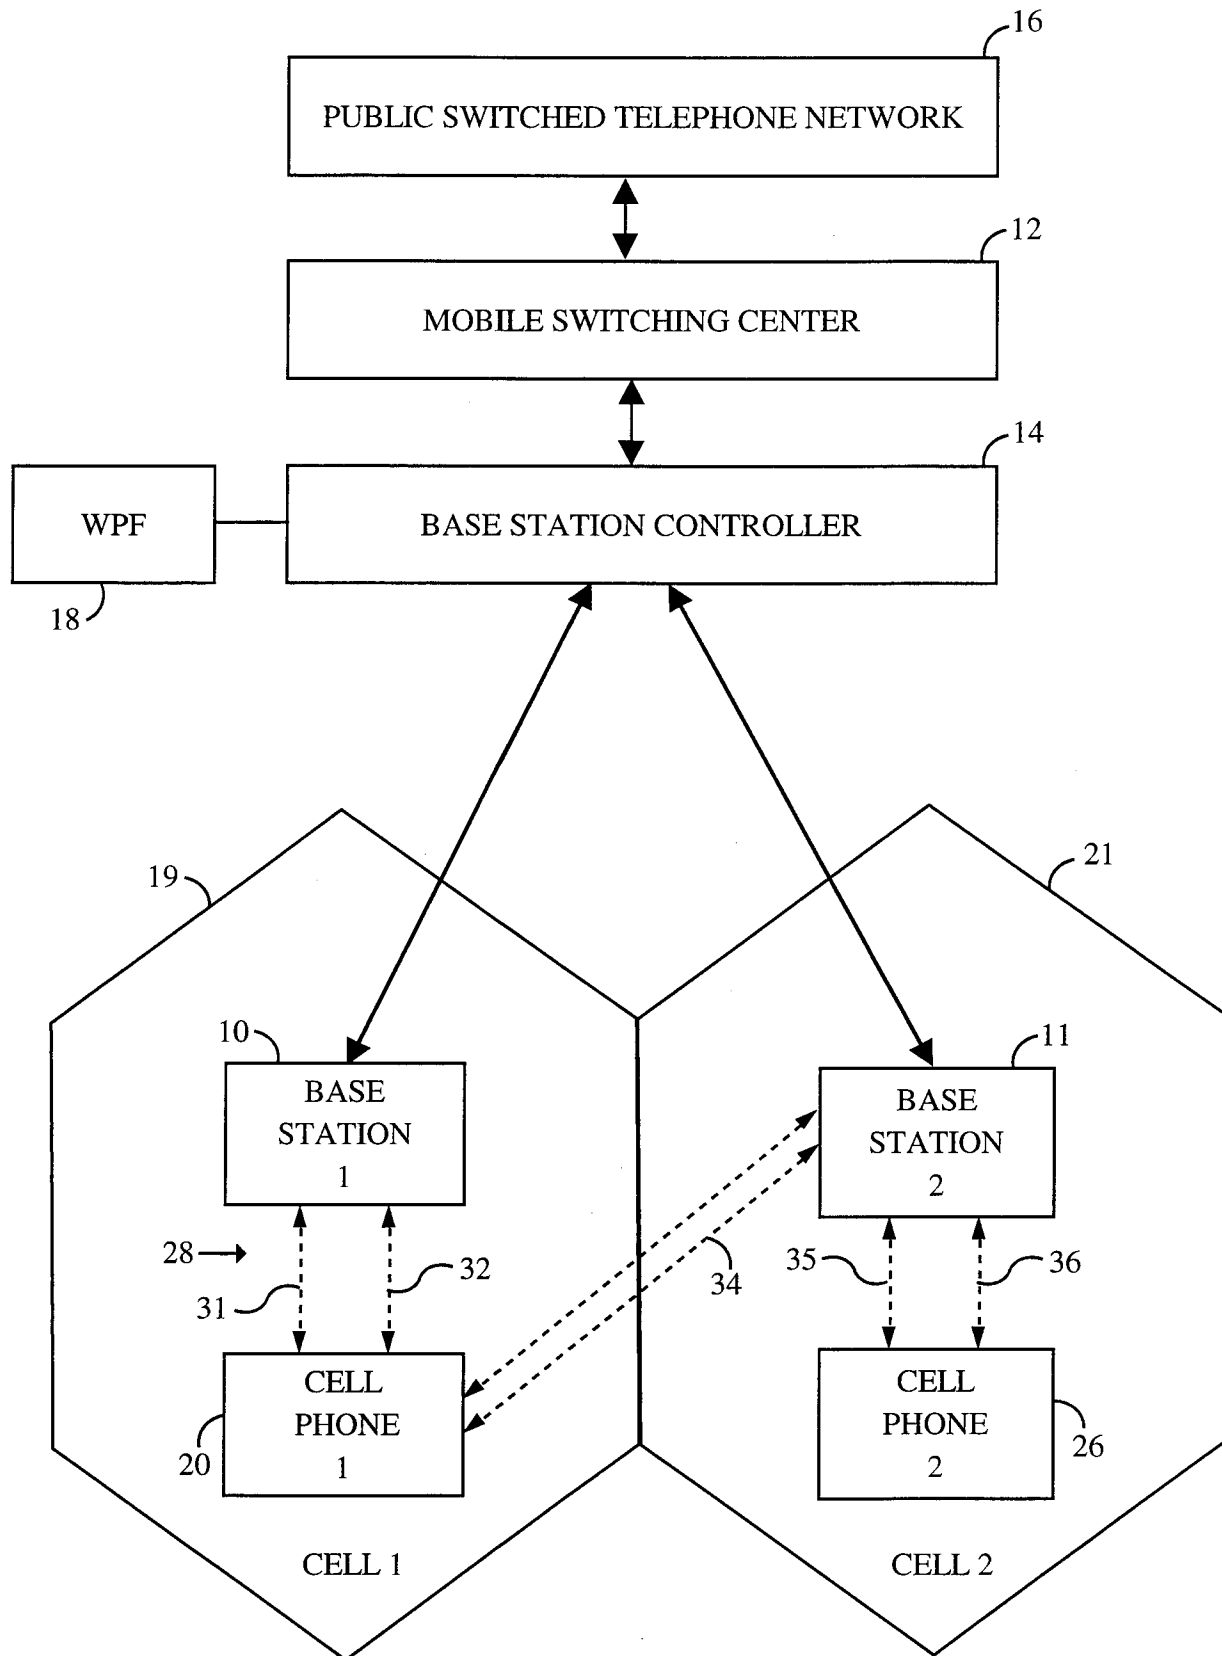 16
PUBLIC SWITCHED TELEPHONE NETWORK
12
MOBILE SWITCHING CENTER
14
WPF
BASE STATION CONTROLLER
18
19
21
10
11
BASE
STATION
1
BASE
STATION
2
28
31
32
34
35
36
CELL
PHONE
1
20
CELL
PHONE
2
26
CELL 1
CELL 2